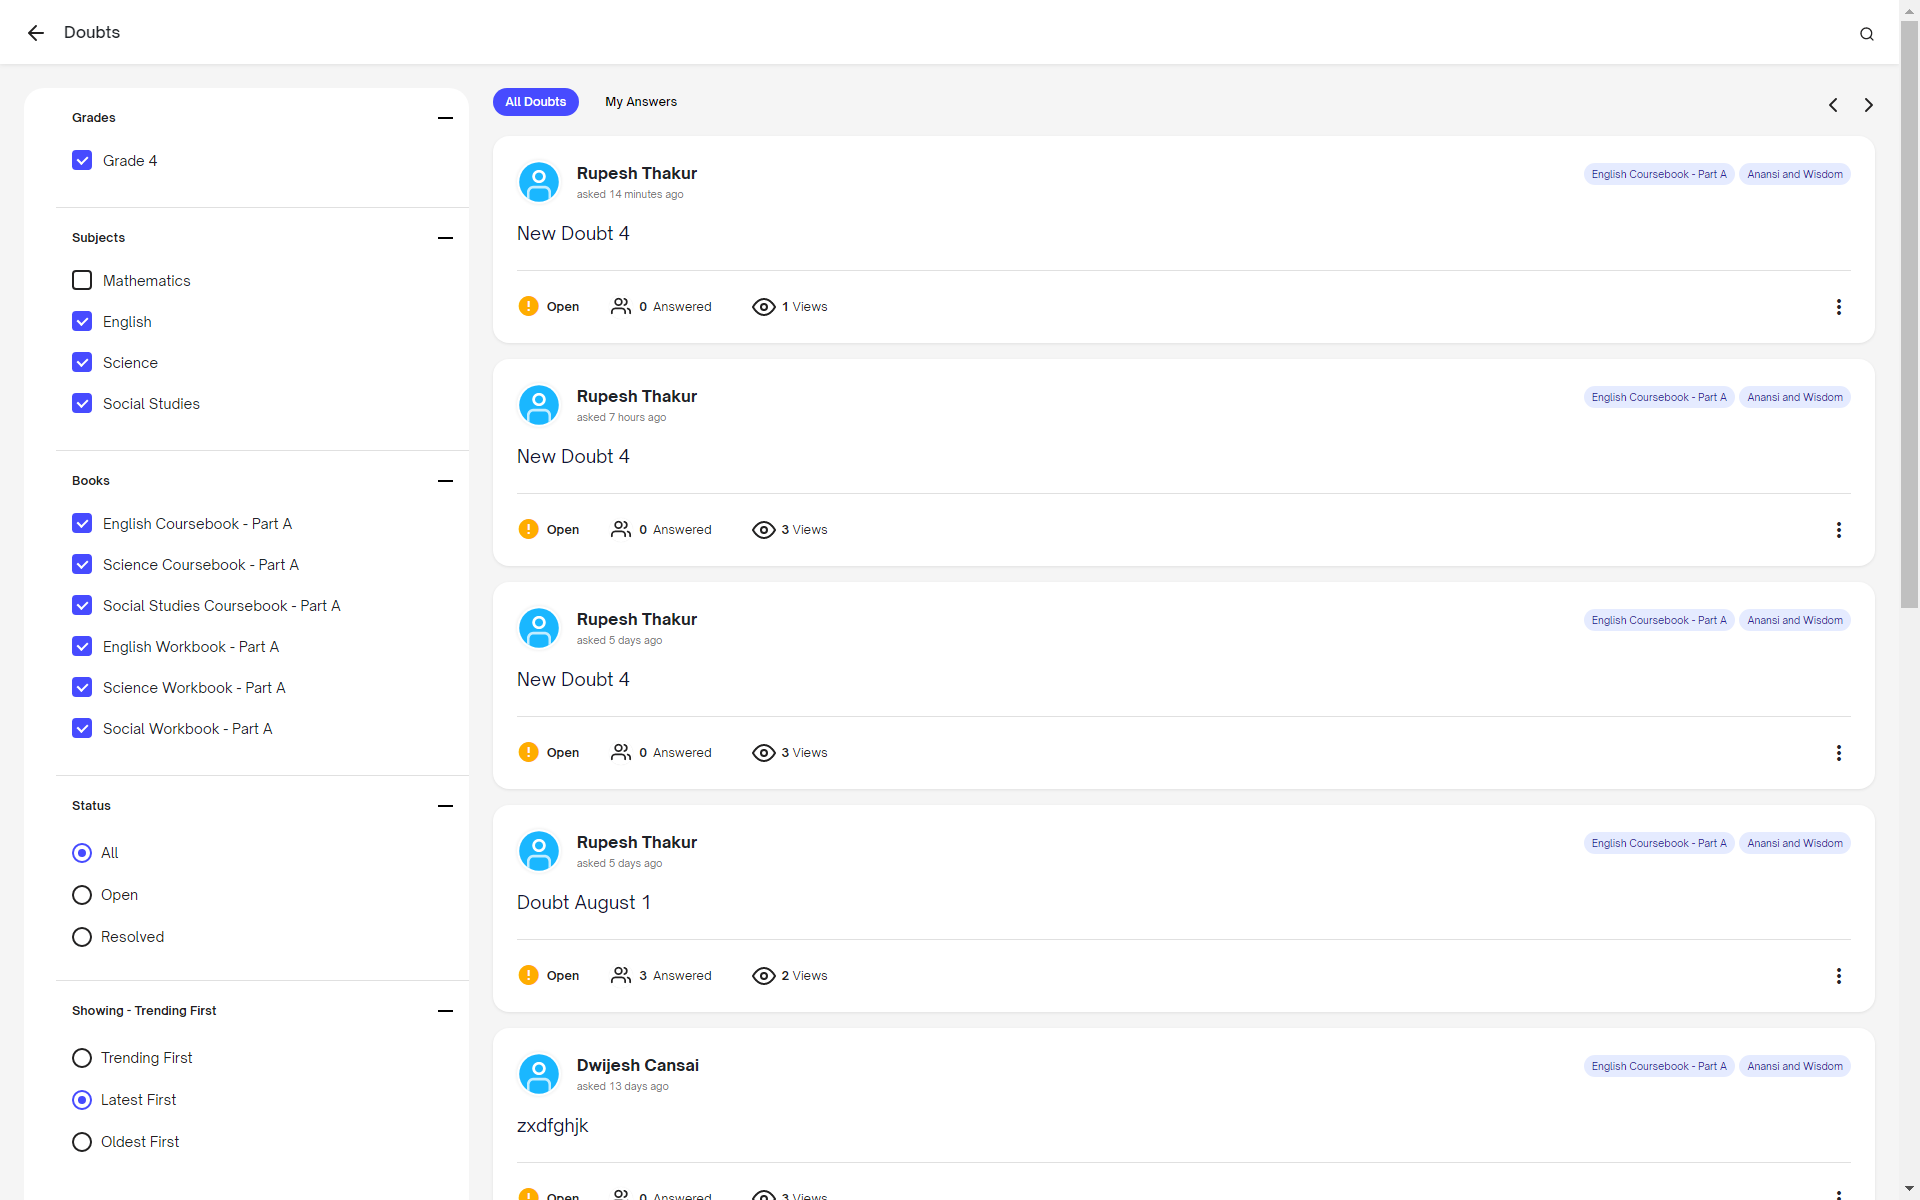 Doubts
Grades
Grade 4
Subjects
Mathematics
English
Science
Social Studies
Books
English Coursebook - Part A
Science Coursebook - Part A
Social Studies Coursebook - Part A
English Workbook - Part A
Science Workbook - Part A
Social Workbook - Part A
Status
All
Open
Resolved
Showing - Trending First
Trending First
Latest First
Oldest First
All Doubts My Answers
Rupesh Thakur
asked 14 minutes ago
English Coursebook - Part A Anansi and Wisdom
New Doubt 4
Open 0 Answered 1 Views
Rupesh Thakur
asked 7 hours ago
English Coursebook - Part A Anansi and Wisdom
New Doubt 4
Open 0 Answered 3 Views
Rupesh Thakur
asked 5 days ago
English Coursebook - Part A Anansi and Wisdom
New Doubt 4
Open 0 Answered 3 Views
Rupesh Thakur
asked 5 days ago
English Coursebook - Part A Anansi and Wisdom
Doubt August 1
Open 3 Answered 2 Views
Dwijesh Cansai
asked 13 days ago
English Coursebook - Part A Anansi and Wisdom
zxdfghjk
Open 0 Answered 3 Views